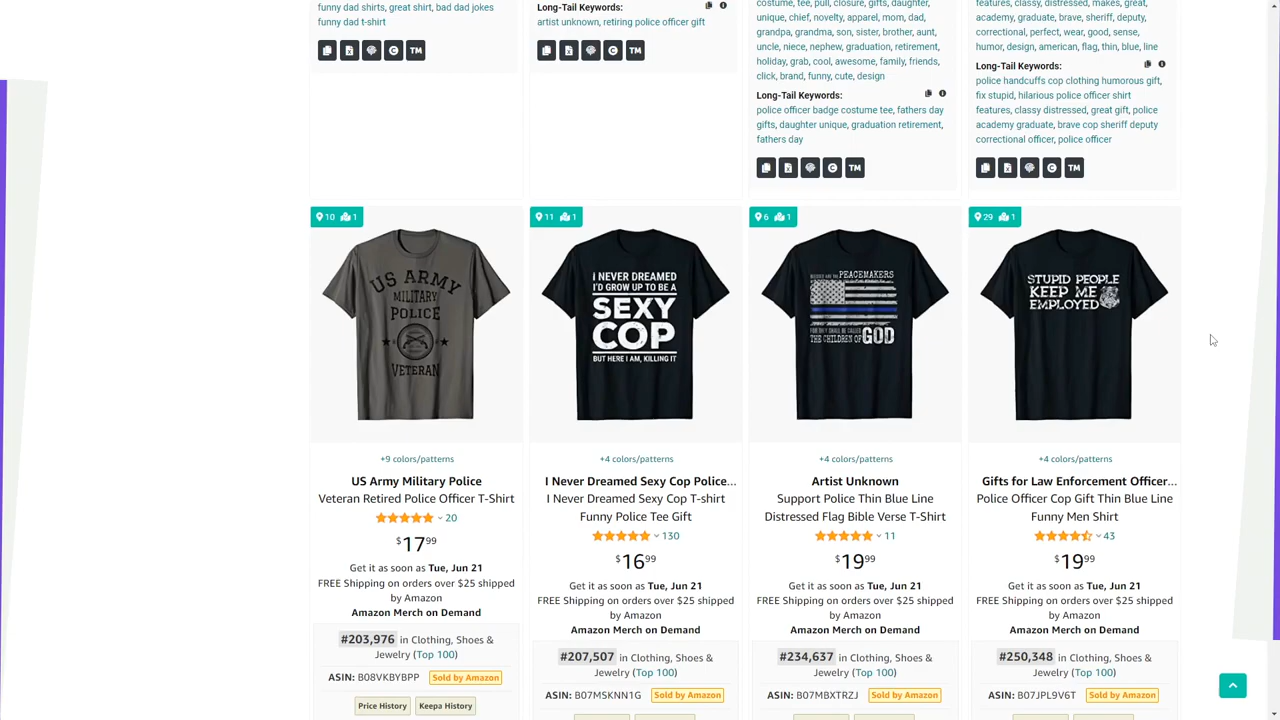 funny dad shirts, great shirt, bad dad jokes
funny dad t-shirt
TM
Long-Tail Keywords:
artist unknown, retiring police officer gift
TM
costume, tee, pull, closure, gifts, daughter,
unique, chief, novelty, apparel, mom, dad,
grandpa, grandma, son, sister, brother, aunt,
uncle, niece, nephew, graduation, retirement,
holiday, grab, cool, awesome, family, friends,
click, brand, funny, cute, design
Long-Tail Keywords:
police officer badge costume tee, fathers day
gifts, daughter unique, graduation retirement,
fathers day
TM
features, classy, distressed, makes, great,
academy, graduate, brave, sheriff, deputy,
correctional, perfect, wear, good, sense,
humor, design, american, flag, thin, blue, line
Long-Tail Keywords:
police handcuffs cop clothing humorous gift,
fix stupid, hilarious police officer shirt
features, classy distressed, great gift, police
academy graduate, brave cop sheriff deputy
correctional officer, police officer
TM
10 1
US ARMY
MILITARY
POLICE
VETERAN
+9 colors/patterns
US Army Military Police
Veteran Retired Police Officer T-Shirt
20
$17 99
Get it as soon as Tue, Jun 21
FREE Shipping on orders over $25 shipped
by Amazon
Amazon Merch on Demand
#203,976 in Clothing, Shoes &
Jewelry (Top 100)
ASIN: B08VKBYBPP Sold by Amazon
Price History Keepa History
11 1
I NEVER DREAMED
I'D GROW UP TO BE A
SEXY
COP
BUT HERE I AM, KILLING IT
+4 colors/patterns
I Never Dreamed Sexy Cop Police...
I Never Dreamed Sexy Cop T-shirt
Funny Police Tee Gift
130
$16 99
Get it as soon as Tue, Jun 21
FREE Shipping on orders over $25 shipped
by Amazon
Amazon Merch on Demand
#207,507 in Clothing, Shoes &
Jewelry (Top 100)
ASIN: B07MSKNN1G Sold by Amazon
6 1
BLESSED ARE THE PEACEMAKERS
FOR THEY SHALL BE CALLED
THE CHILDREN OF GOD
+4 colors/patterns
Artist Unknown
Support Police Thin Blue Line
Distressed Flag Bible Verse T-Shirt
11
$19 99
Get it as soon as Tue, Jun 21
FREE Shipping on orders over $25 shipped
by Amazon
Amazon Merch on Demand
#234,637 in Clothing, Shoes &
Jewelry (Top 100)
ASIN: B07MBXTRZJ Sold by Amazon
29 1
STUPID PEOPLE
KEEP ME
EMPLOYED
+4 colors/patterns
Gifts for Law Enforcement Officer...
Police Officer Cop Gift Thin Blue Line
Funny Men Shirt
43
$19 99
Get it as soon as Tue, Jun 21
FREE Shipping on orders over $25 shipped
by Amazon
Amazon Merch on Demand
#250,348 in Clothing, Shoes &
Jewelry (Top 100)
ASIN: B07JPL9V6T Sold by Amazon